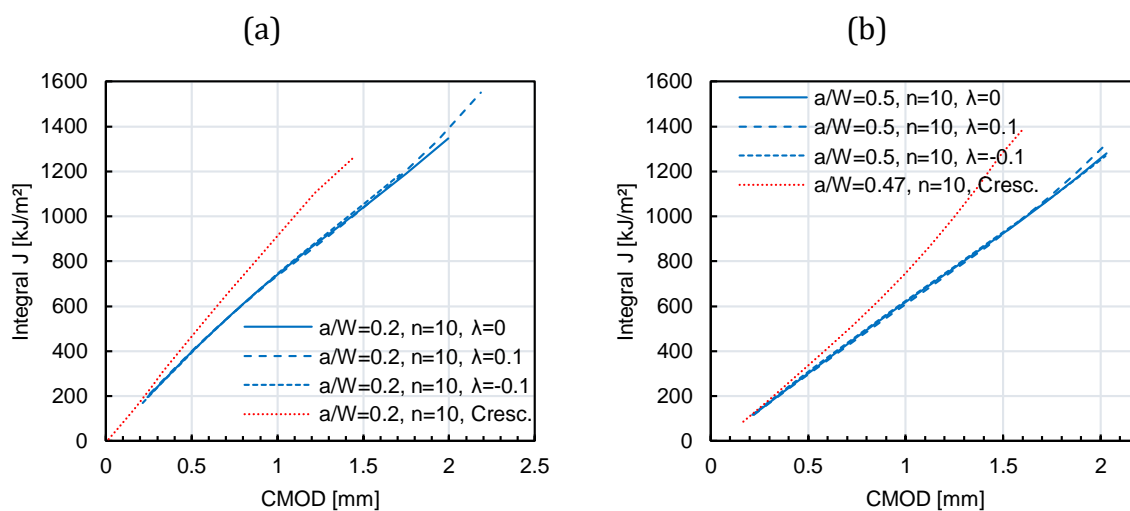 (a)
1600
1400
1200
1000
800
600
400
200
0
Integral J [kJ/m²]
a/W=0.2, n=10, λ=0
a/W=0.2, n=10, λ=0.1
a/W=0.2, n=10, λ=-0.1
a/W=0.2, n=10, Cresc.
0 0.5 1 1.5 2 2.5
CMOD [mm]
(b)
1600
1400
1200
1000
800
600
400
200
0
Integral J [kJ/m²]
a/W=0.5, n=10, λ=0
a/W=0.5, n=10, λ=0.1
a/W=0.5, n=10, λ=-0.1
a/W=0.47, n=10, Cresc.
0 0.5 1 1.5 2
CMOD [mm]